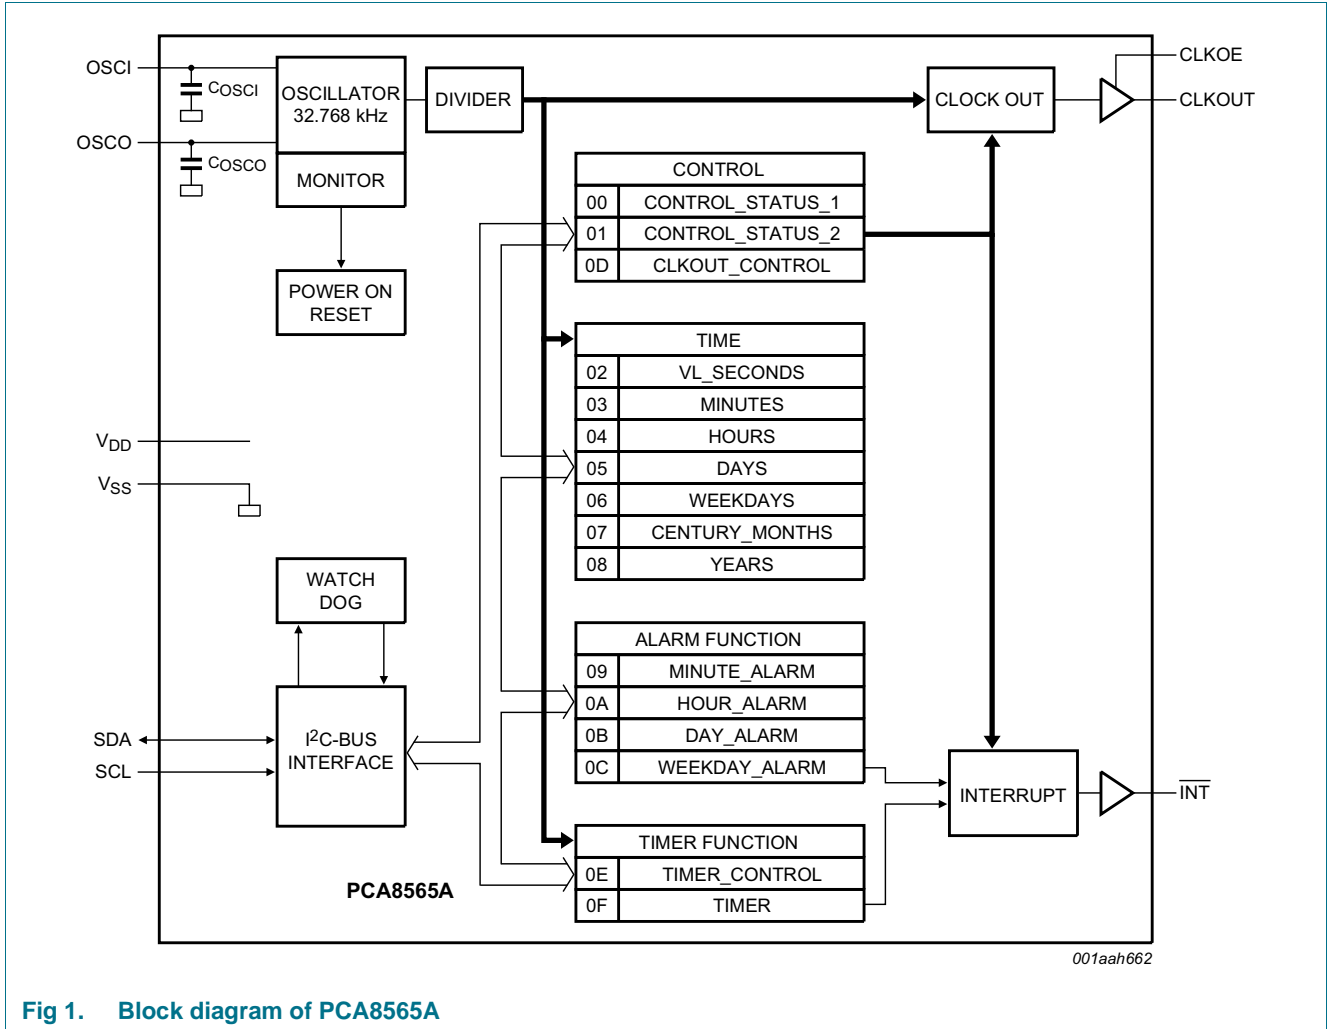 OSCI
COSCI
OSCO
COSCO
OSCILLATOR
32.768 kHz
MONITOR
DIVIDER
CLOCK OUT
CLKOE
CLKOUT
POWER ON
RESET
CONTROL
00 CONTROL_STATUS_1
01 CONTROL_STATUS_2
0D CLKOUT_CONTROL
TIME
02 VL_SECONDS
03 MINUTES
04 HOURS
05 DAYS
06 WEEKDAYS
07 CENTURY_MONTHS
08 YEARS
VDD
VSS
WATCH
DOG
ALARM FUNCTION
09 MINUTE_ALARM
0A HOUR_ALARM
0B DAY_ALARM
0C WEEKDAY_ALARM
SDA
SCL
I²C-BUS
INTERFACE
INTERRUPT
INT
TIMER FUNCTION
0E TIMER_CONTROL
0F TIMER
PCA8565A
001aah662
Fig 1. Block diagram of PCA8565A